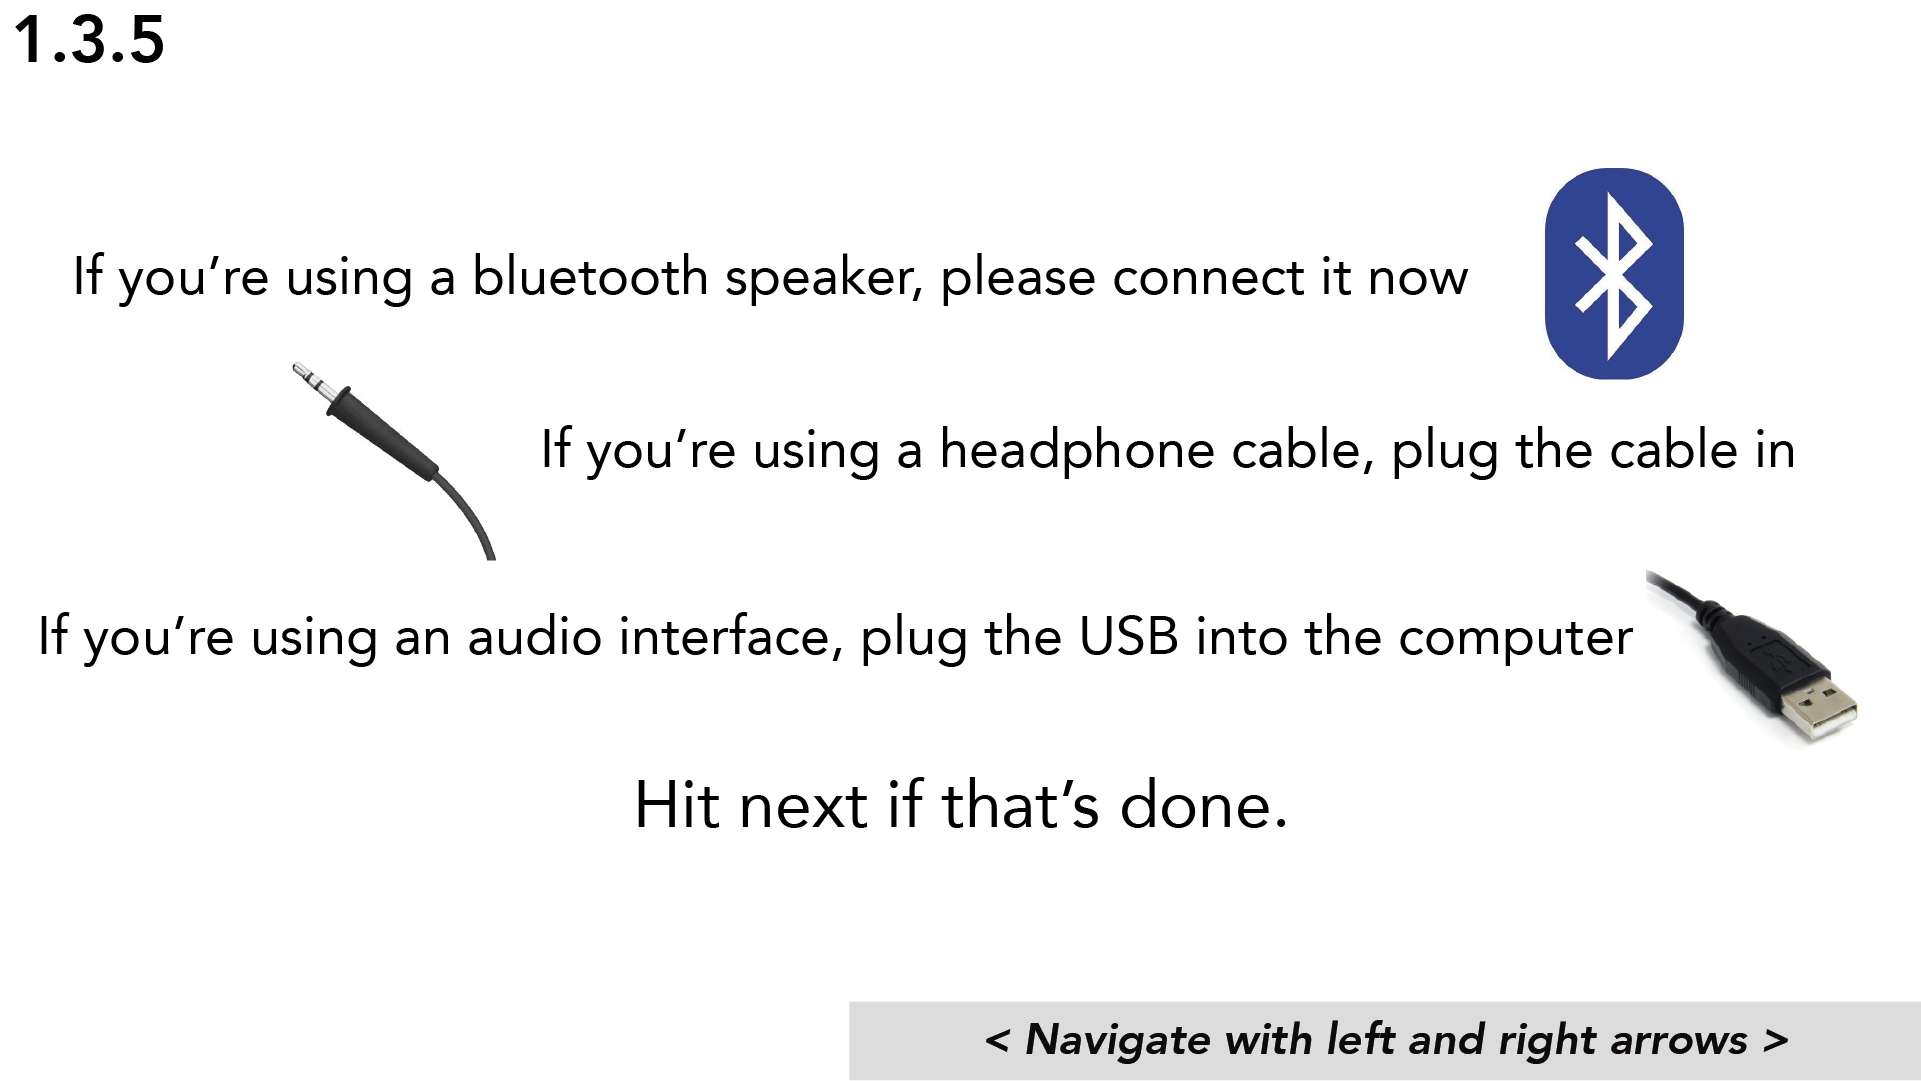 1.3.5
If you’re using a bluetooth speaker, please connect it now
If you’re using a headphone cable, plug the cable in
If you’re using an audio interface, plug the USB into the computer
Hit next if that’s done.
< Navigate with left and right arrows >